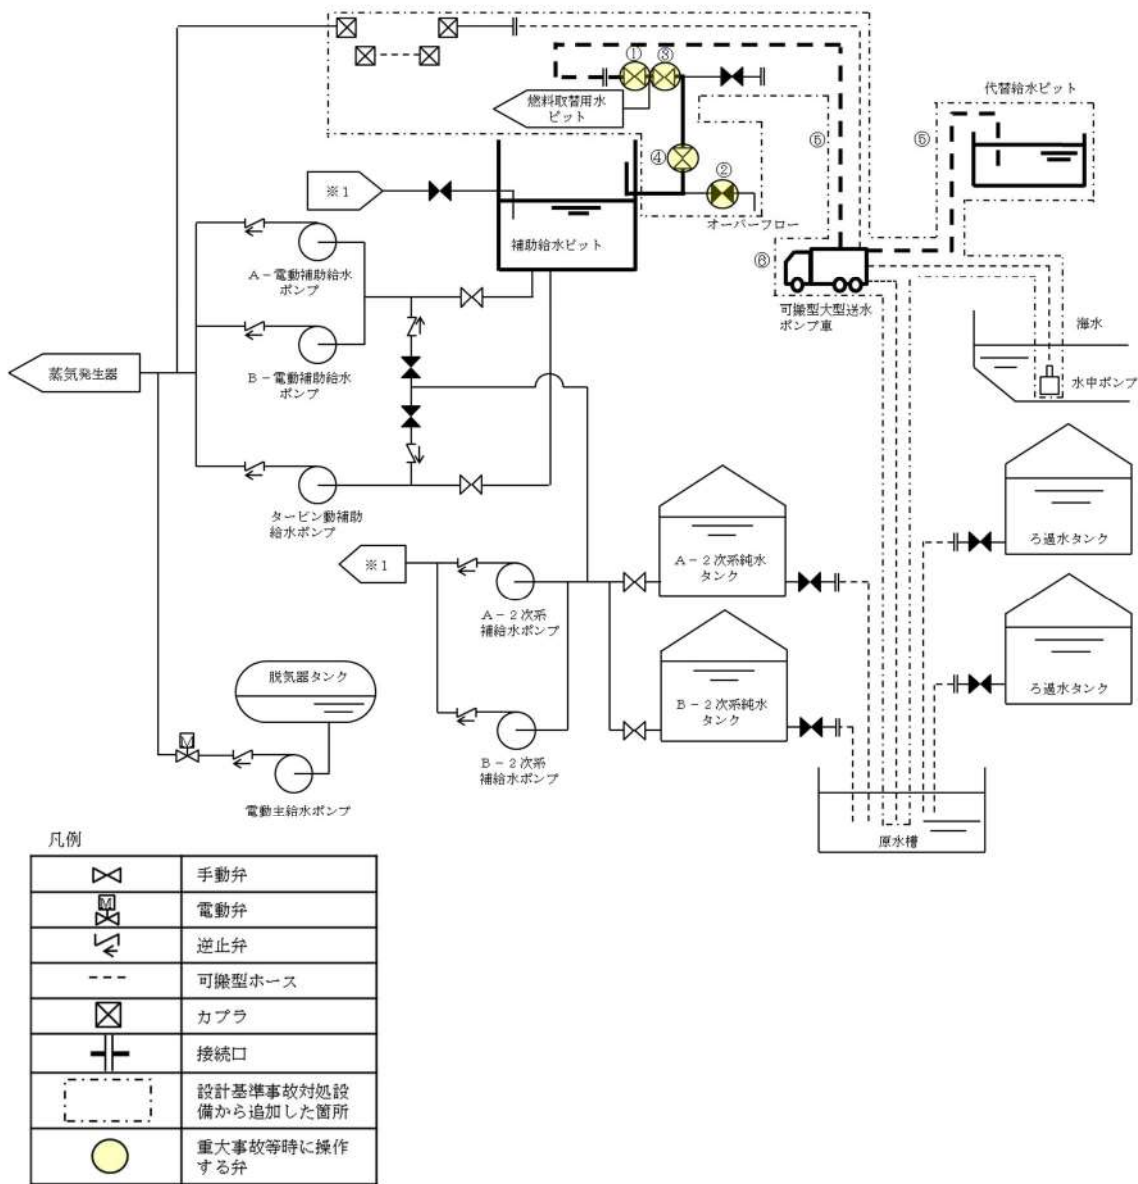 ①
③
燃料取替用水
ピット
代替給水ピット
⑤
⑤
④
②
※1
オーバーフロー
補助給水ピット
A-電動補助給水
ポンプ
⑥
可搬型大型送水
ポンプ車
海水
蒸気発生器
B-電動補助給水
ポンプ
水中ポンプ
タービン動補助
給水ポンプ
※1
A-2次系純水
タンク
ろ過水タンク
A-2次系
補給水ポンプ
脱気器タンク
B-2次系純水
タンク
ろ過水タンク
M
B-2次系
補給水ポンプ
電動主給水ポンプ
原水槽
凡例
手動弁
M
電動弁
逆止弁
可搬型ホース
カプラ
接続口
設計基準事故対処設
備から追加した箇所
重大事故等時に操作
する弁